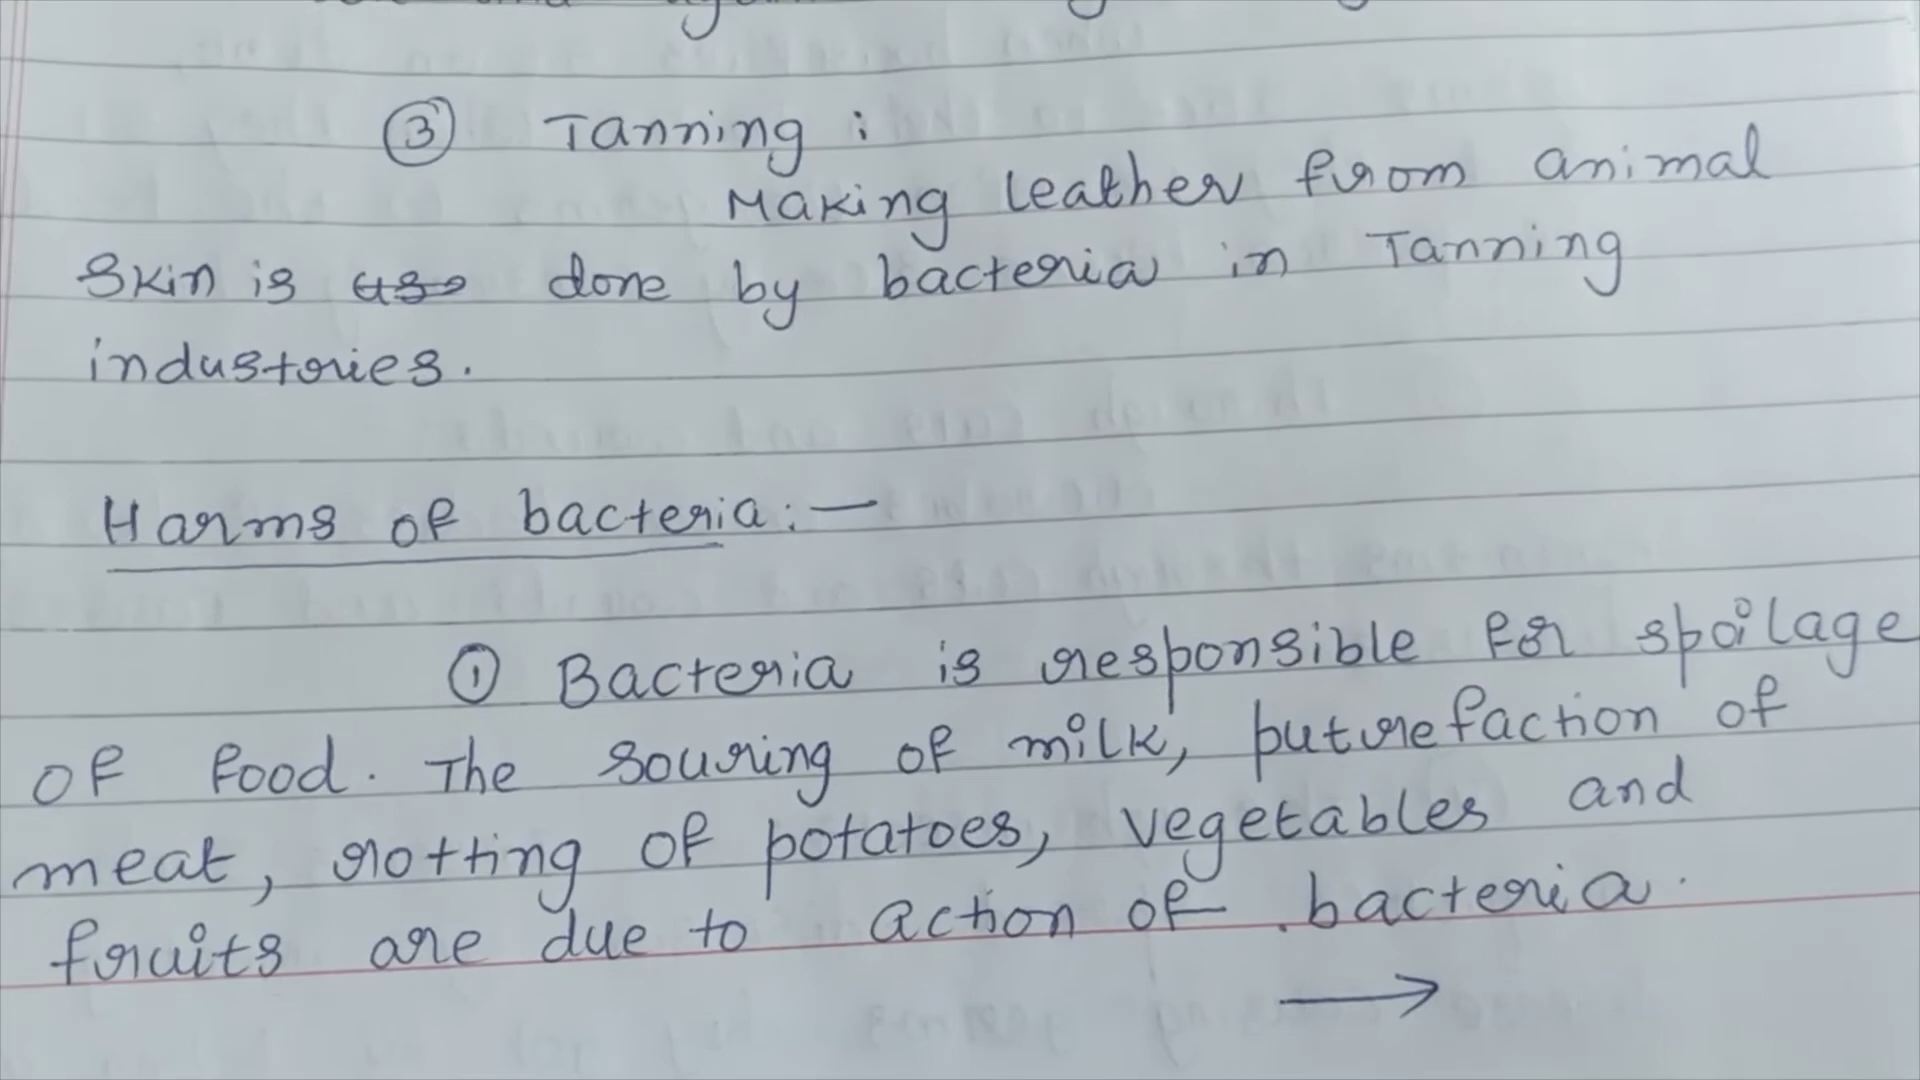 ③ Tanning :
Making leather from animal
skin is done by bacteria in Tanning
industries.
Harms of bacteria :-
① Bacteria is responsible for spoilage
of food. The souring of milk, puturefaction of
meat, rotting of potatoes, vegetables and
fruits are due to action of bacteria.
→